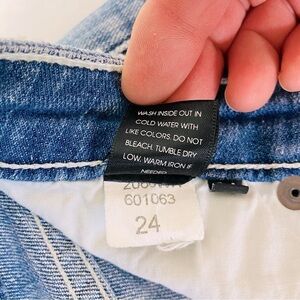 WASH INSIDE OUT IN
COLD WATER WITH
LIKE COLORS. DO NOT
BLEACH. TUMBLE DRY
LOW. WARM IRON IF
NEEDED
601063
24